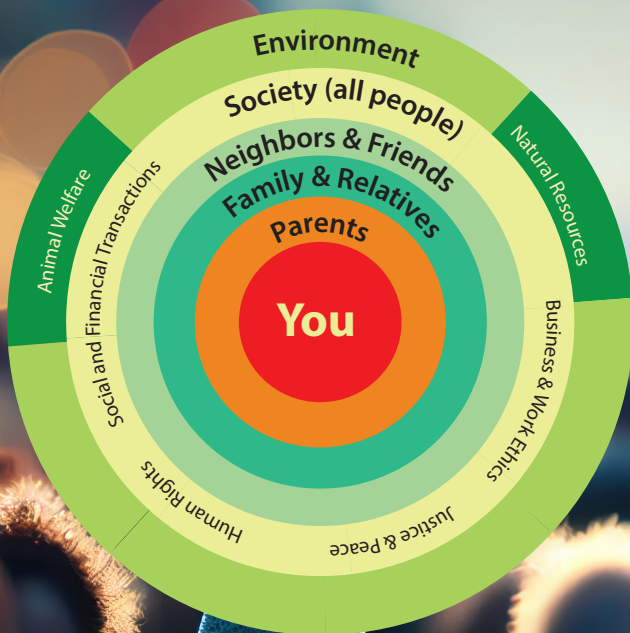 Environment
Society (all people)
Neighbors & Friends
Family & Relatives
Parents
You
Animal Welfare
Natural Resources
Social and Financial Transactions
Business & Work Ethics
Human Rights
Justice & Peace